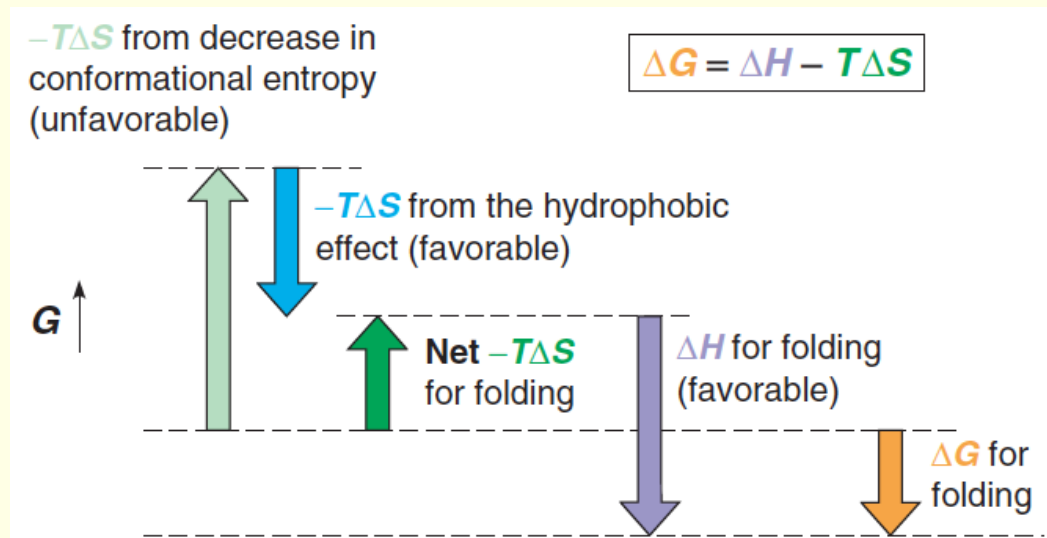 –TΔS from decrease in
conformational entropy
(unfavorable)
ΔG = ΔH – TΔS
–TΔS from the hydrophobic
effect (favorable)
G
Net –TΔS
for folding
ΔH for folding
(favorable)
ΔG for
folding